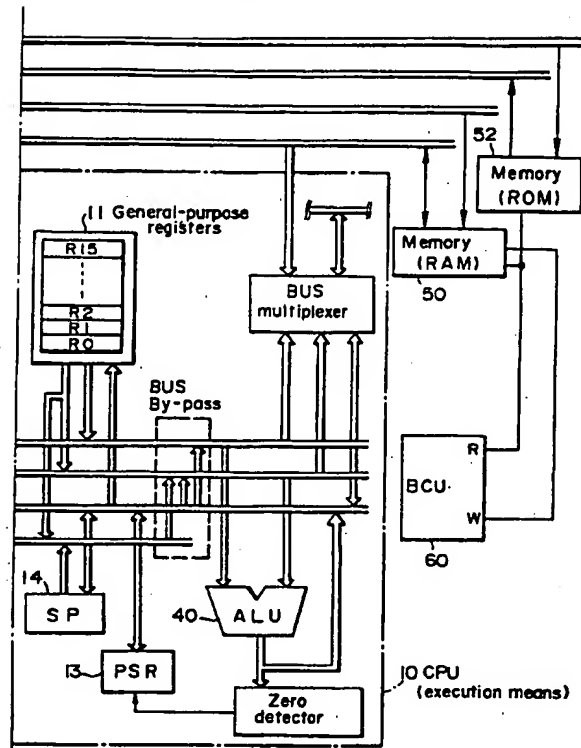 52
Memory
(ROM)
11 General-purpose
registers
R15
R2
R1
R0
Memory
(RAM)
50
BUS
multiplexer
BUS
By-pass
R
BCU
W
60
14
SP
40
ALU
13
PSR
Zero
detector
10 CPU
(execution means)